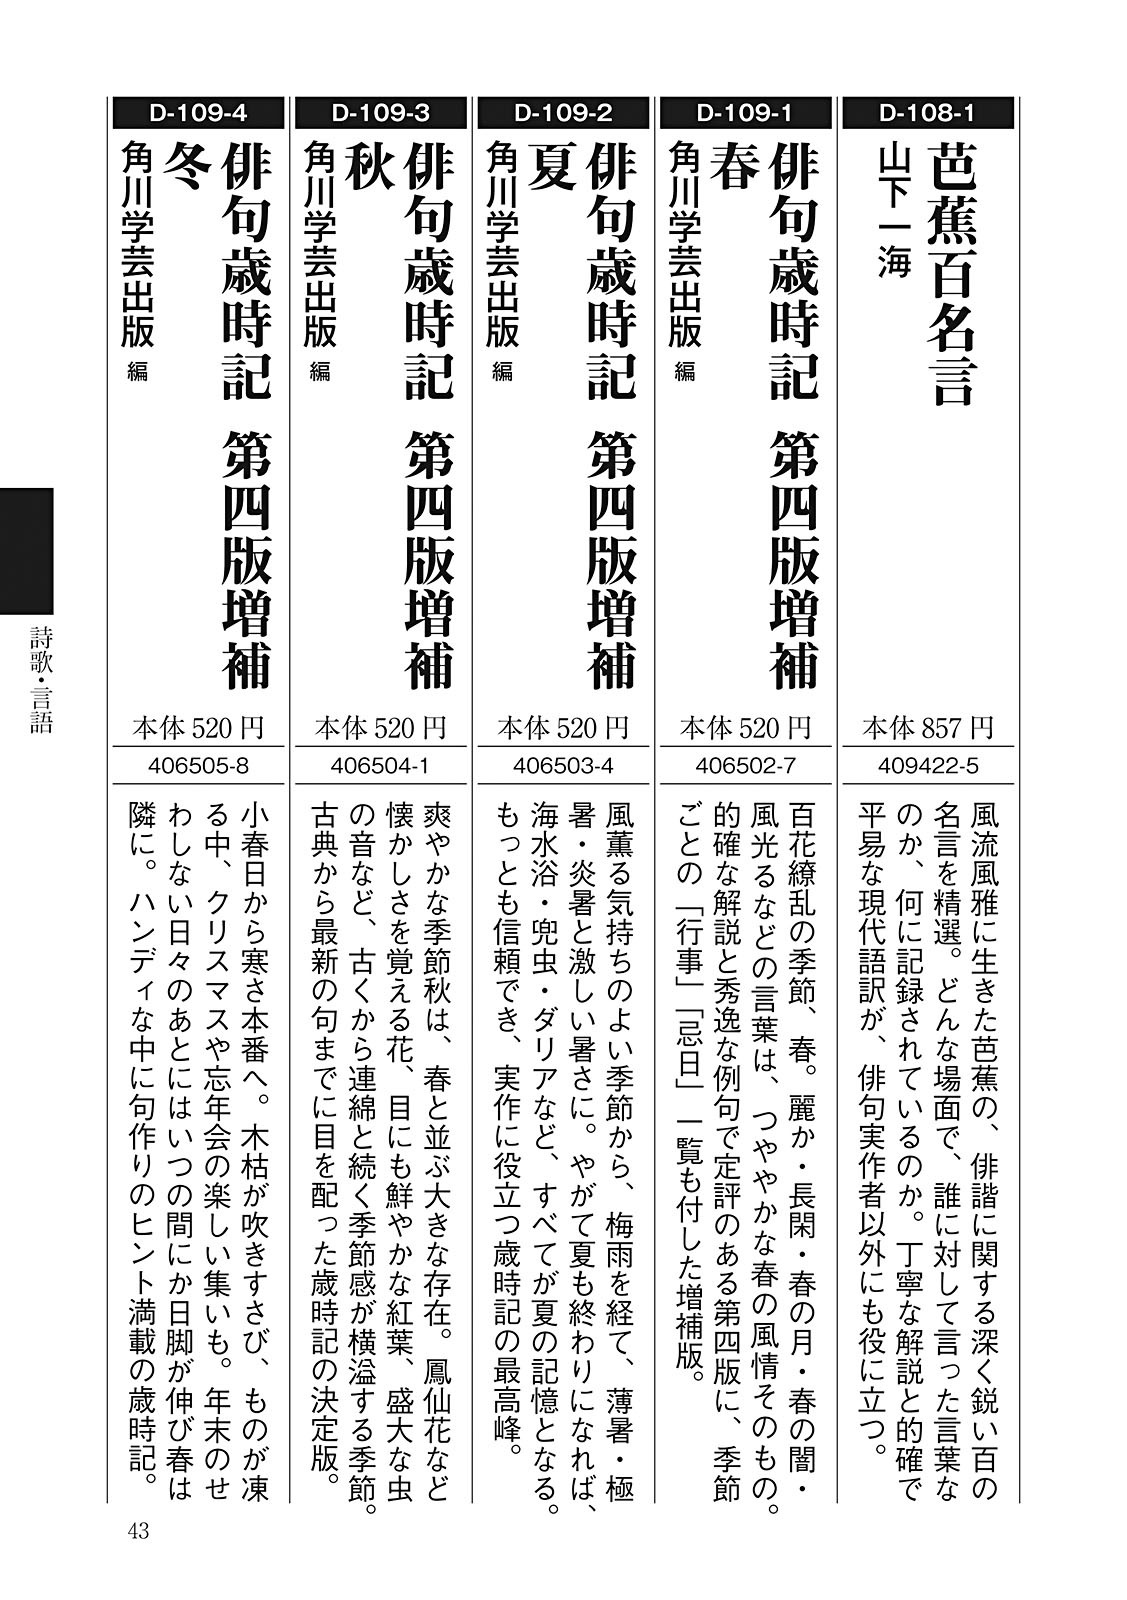 D-108-1
芭蕉百名言
山下一海
本体857円
409422-5
風流風雅に生きた芭蕉の、俳諧に関する深く鋭い百の
名言を精選。どんな場面で、誰に対して言った言葉な
のか、何に記録されているのか。丁寧な解説と的確で
平易な現代語訳が、俳句実作者以外にも役に立つ。
D-109-1
俳句歳時記 第四版増補
春
角川学芸出版 編
本体520円
406502-7
百花繚乱の季節、春。麗か・長閑・春の月・春の闇・
風光るなどの言葉は、つややかな春の風情そのもの。
的確な解説と秀逸な例句で定評のある第四版に、季節
ごとの「行事」「忌日」一覧も付した増補版。
D-109-2
俳句歳時記 第四版増補
夏
角川学芸出版 編
本体520円
406503-4
風薫る気持ちのよい季節から、梅雨を経て、薄暑・極
暑・炎暑と激しい暑さに。やがて夏も終わりになれば、
海水浴・兜虫・ダリアなど、すべてが夏の記憶となる。
もっとも信頼でき、実作に役立つ歳時記の最高峰。
D-109-3
俳句歳時記 第四版増補
秋
角川学芸出版 編
本体520円
406504-1
爽やかな季節秋は、春と並ぶ大きな存在。鳳仙花など
懐かしさを覚える花、目にも鮮やかな紅葉、盛大な虫
の音など、古くから連綿と続く季節感が横溢する季節。
古典から最新の句までに目を配った歳時記の決定版。
D-109-4
俳句歳時記 第四版増補
冬
角川学芸出版 編
本体520円
406505-8
小春日から寒さ本番へ。木枯が吹きすさび、ものが凍
る中、クリスマスや忘年会の楽しい集いも。年末のせ
わしない日々のあとにはいつの間にか日脚が伸び春は
隣に。ハンディな中に句作りのヒント満載の歳時記。
詩歌・言語
43